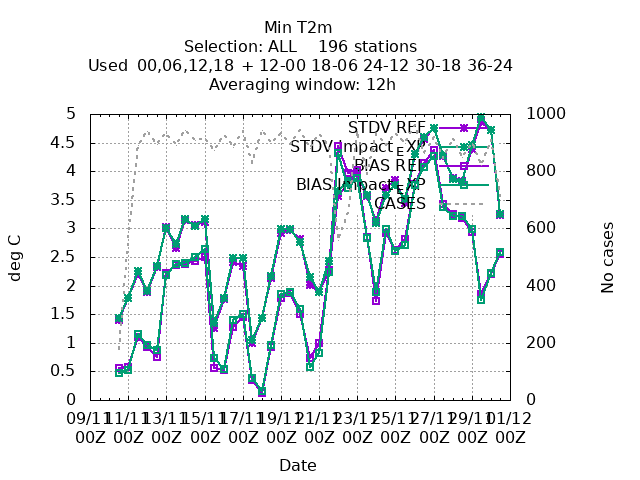 Min T2m
Selection: ALL    196 stations
Used  00,06,12,18  + 12-00 18-06 24-12 30-18 36-24
Averaging window: 12h
STDV REF
STDV Impact_EXP
BIAS REF
BIAS Impact_EXP
CASES
5
4.5
4
3.5
3
2.5
2
1.5
1
0.5
0
1000
800
600
400
200
0
deg C
No cases
09/11 11/11 13/11 15/11 17/11 19/11 21/11 23/11 25/11 27/11 29/11 01/12
00Z 00Z 00Z 00Z 00Z 00Z 00Z 00Z 00Z 00Z 00Z 00Z
Date